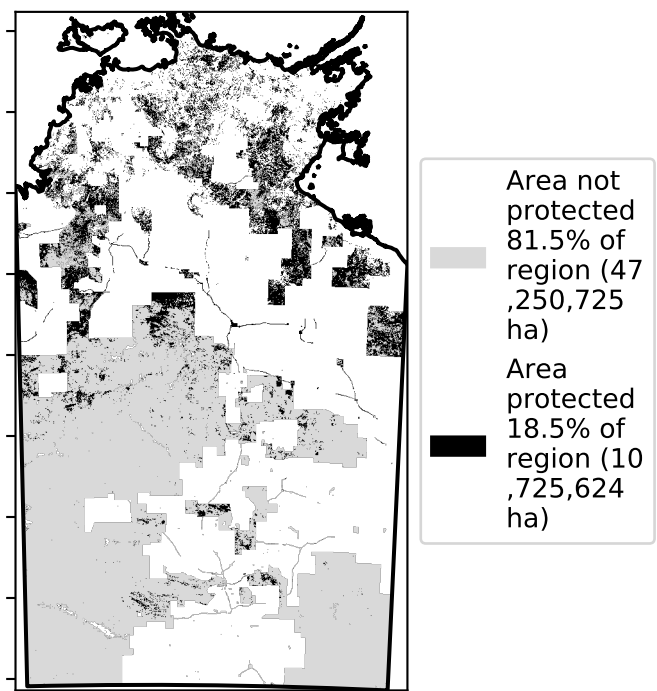 Area not
protected
81.5% of
region (47
,250,725
ha)
Area
protected
18.5% of
region (10
,725,624
ha)